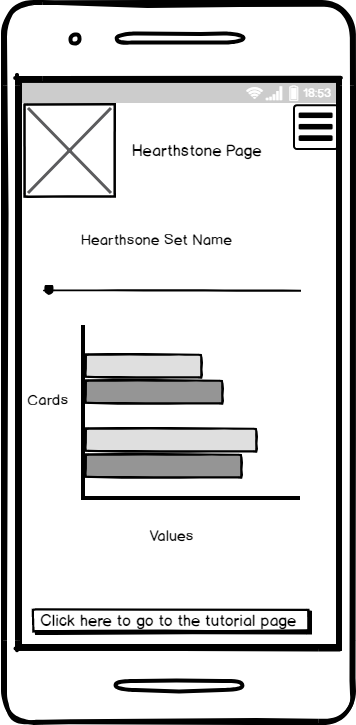 18:53
Hearthstone Page
Hearthsone Set Name
Cards
Values
Click here to go to the tutorial page